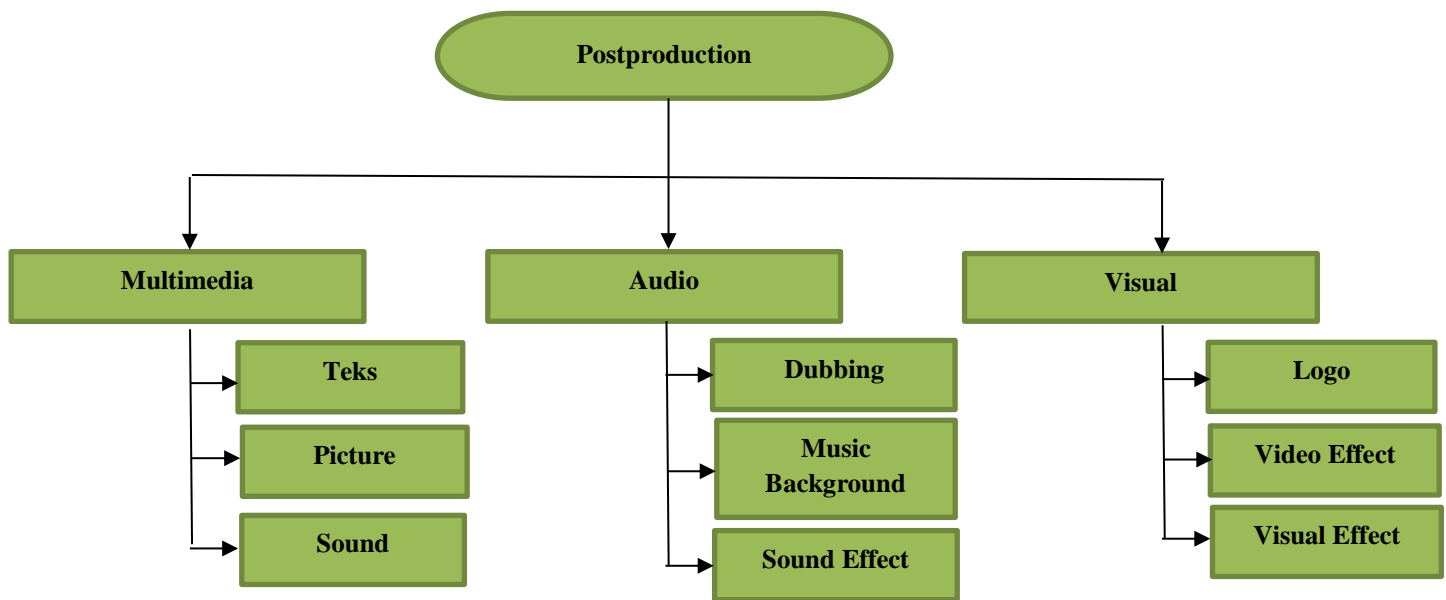 Postproduction
Multimedia
Audio
Visual
Teks
Picture
Sound
Dubbing
Music
Background
Sound Effect
Logo
Video Effect
Visual Effect